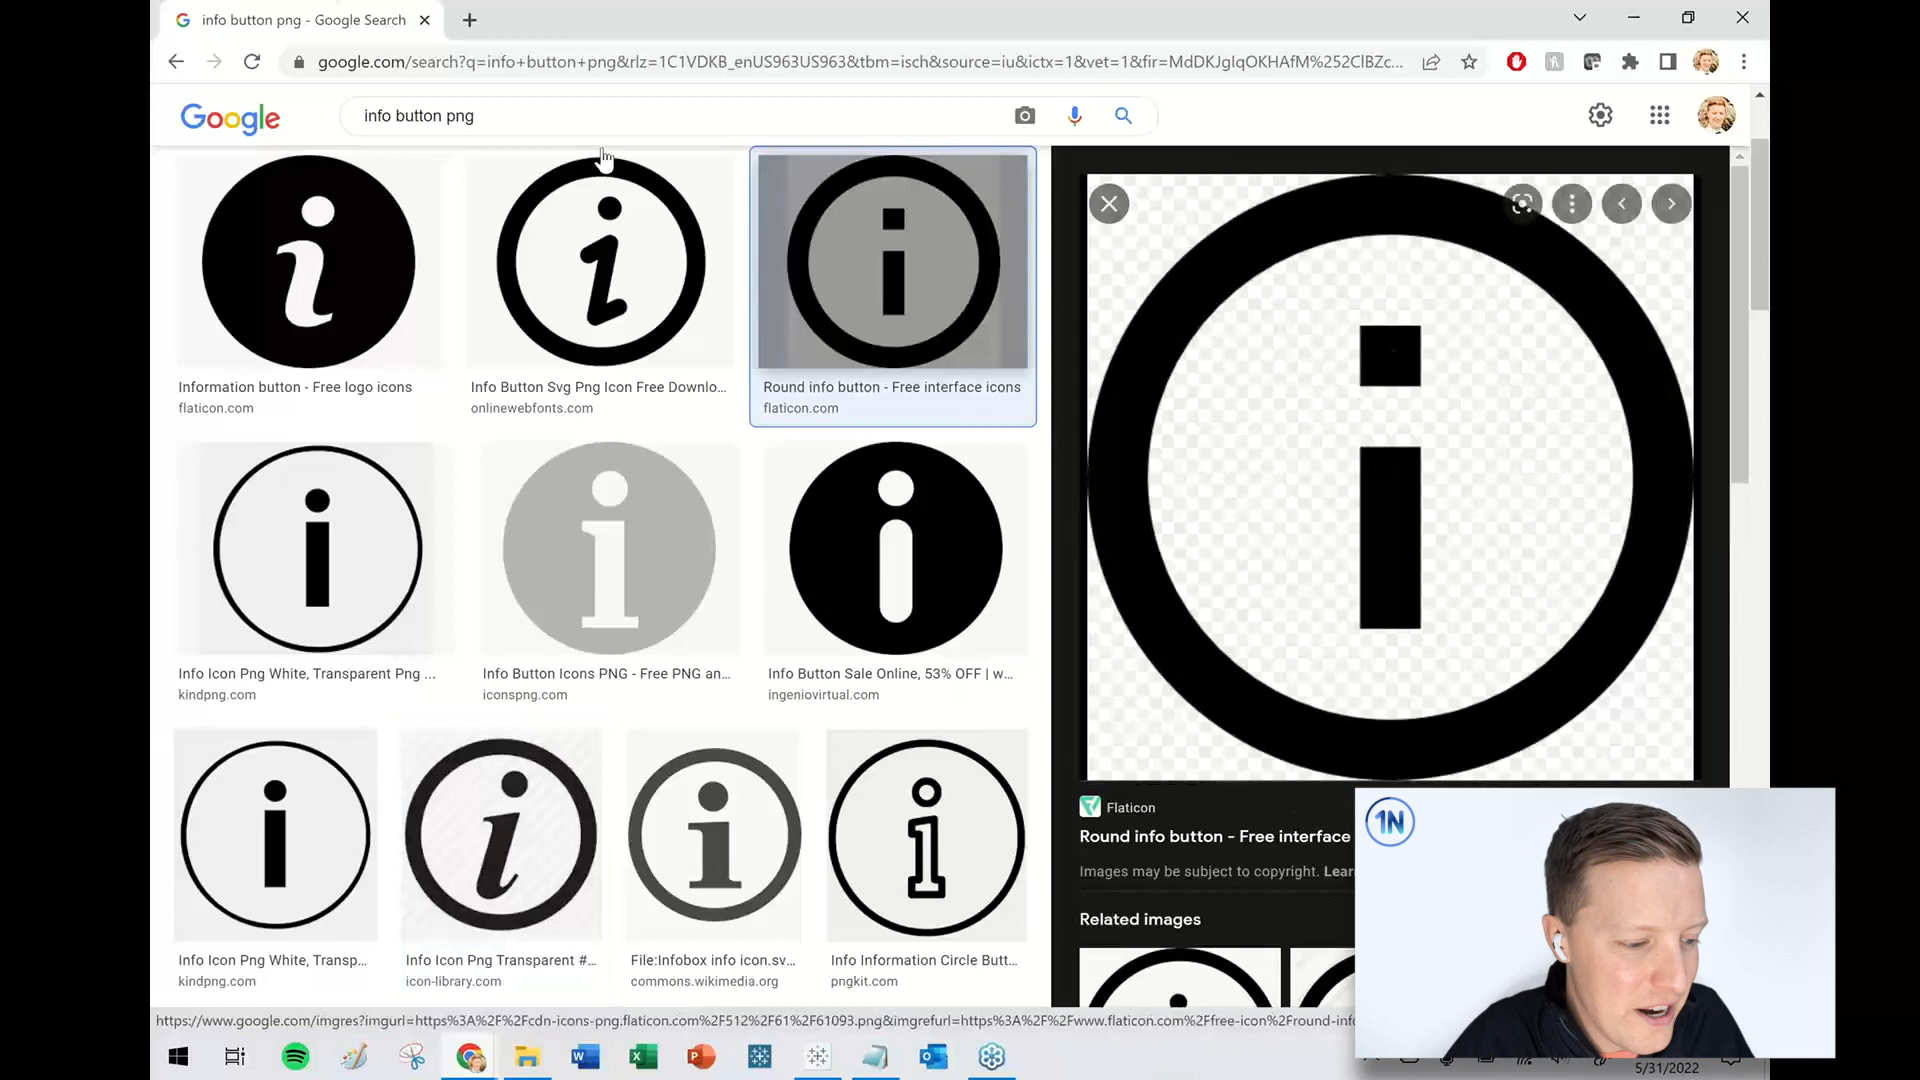 info button png - Google Search
google.com/search?q=info+button+png&rlz=1C1VDKB_enUS963US963&tbm=isch&source=iu&ictx=1&vet=1&fir=MdDKJgIqOKHAfM%252ClBZc...
Google
info button png
Information button - Free logo icons
flaticon.com
Info Button Svg Png Icon Free Downlo...
onlinewebfonts.com
Round info button - Free interface icons
flaticon.com
Info Icon Png White, Transparent Png ...
kindpng.com
Info Button Icons PNG - Free PNG an...
iconspng.com
Info Button Sale Online, 53% OFF | w...
ingeniovirtual.com
Info Icon Png White, Transp...
kindpng.com
Info Icon Png Transparent #...
icon-library.com
File:Infobox info icon.sv...
commons.wikimedia.org
Info Information Circle Butt...
pngkit.com
Flaticon
Round info button - Free interface
Images may be subject to copyright. Lear
Related images
1N
https://www.google.com/imgres?imgurl=https%3A%2F%2Fcdn-icons-png.flaticon.com%2F512%2F61%2F61093.png&imgrefurl=https%3A%2F%2Fwww.flaticon.com%2Ffree-icon%2Fround-info
5/31/2022